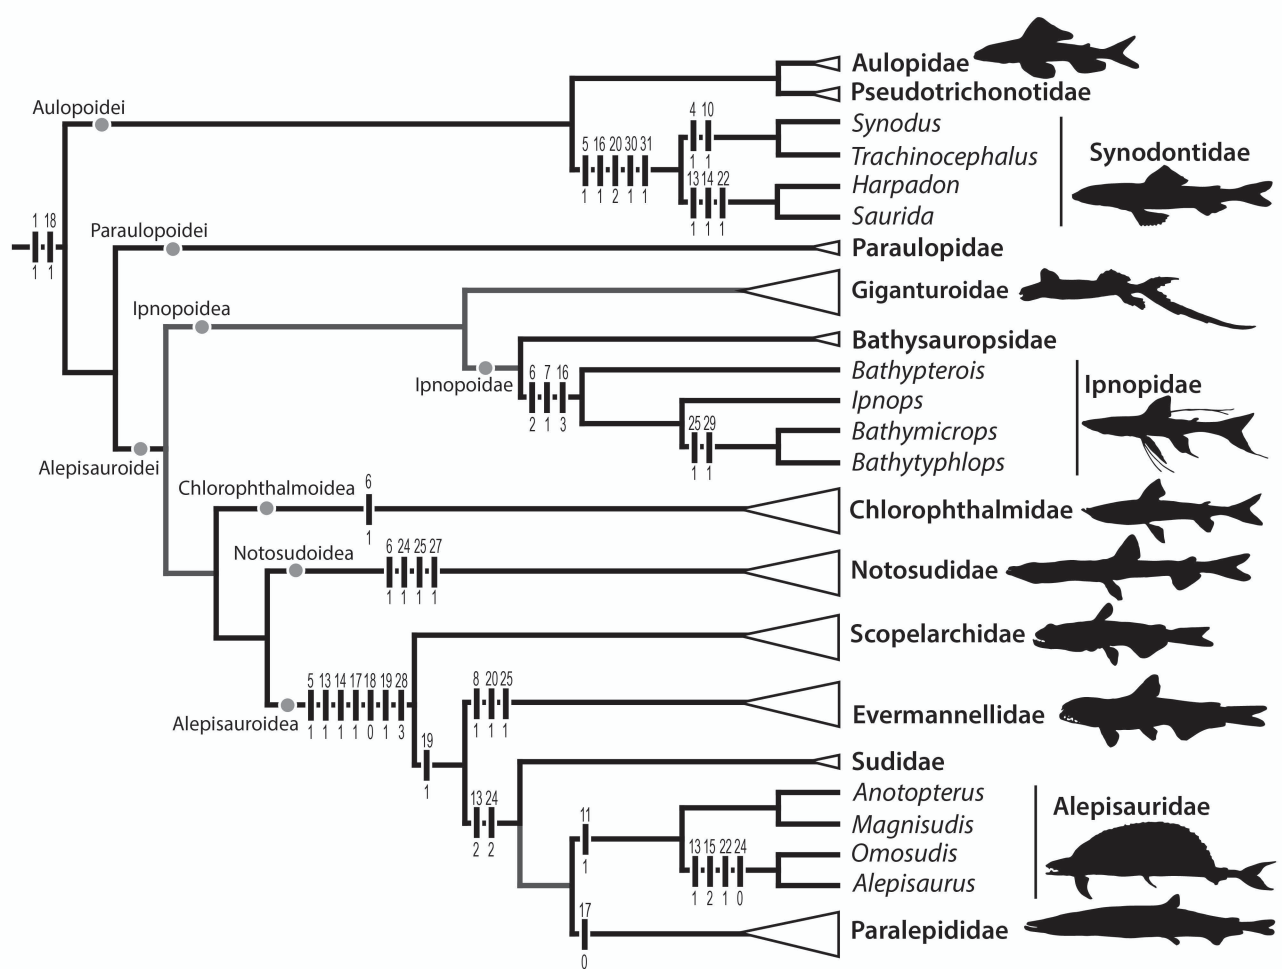 Aulopidae
Aulopoidei
Pseudotrichonotidae
4 10
Synodus
1 1
5 16 20 30 31
Trachinocephalus
Synodontidae
13 14 22
Harpadon
1 1 2 1 1
Saurida
1 1 1
1 18
Paraulopoidei
Paraulopidae
1 1
Giganturoidae
Ipnopoidea
Bathysauropsidae
Ipnopoidae
6 7 16
Bathypterois
Ipnopidae
2 1 3
Ipnops
25 29
Bathymicrops
1 1
Bathytyphlops
Alepisauroidei
Chlorophthalmoidea
6
Chlorophthalmidae
1
Notosudoidea
6 24 25 27
Notosudidae
1 1 1 1
Scopelarchidae
5 13 14 17 18 19 28
8 20 25
Alepisauroidea
1 1 1 1 0 1 3
1 1 1
Evermannellidae
19
Sudidae
1
13 24
Anotopterus
Alepisauridae
2 2
11
Magnisudis
1
13 15 22 24
Omosudis
1 2 1 0
Alepisaurus
17
Paralepididae
0